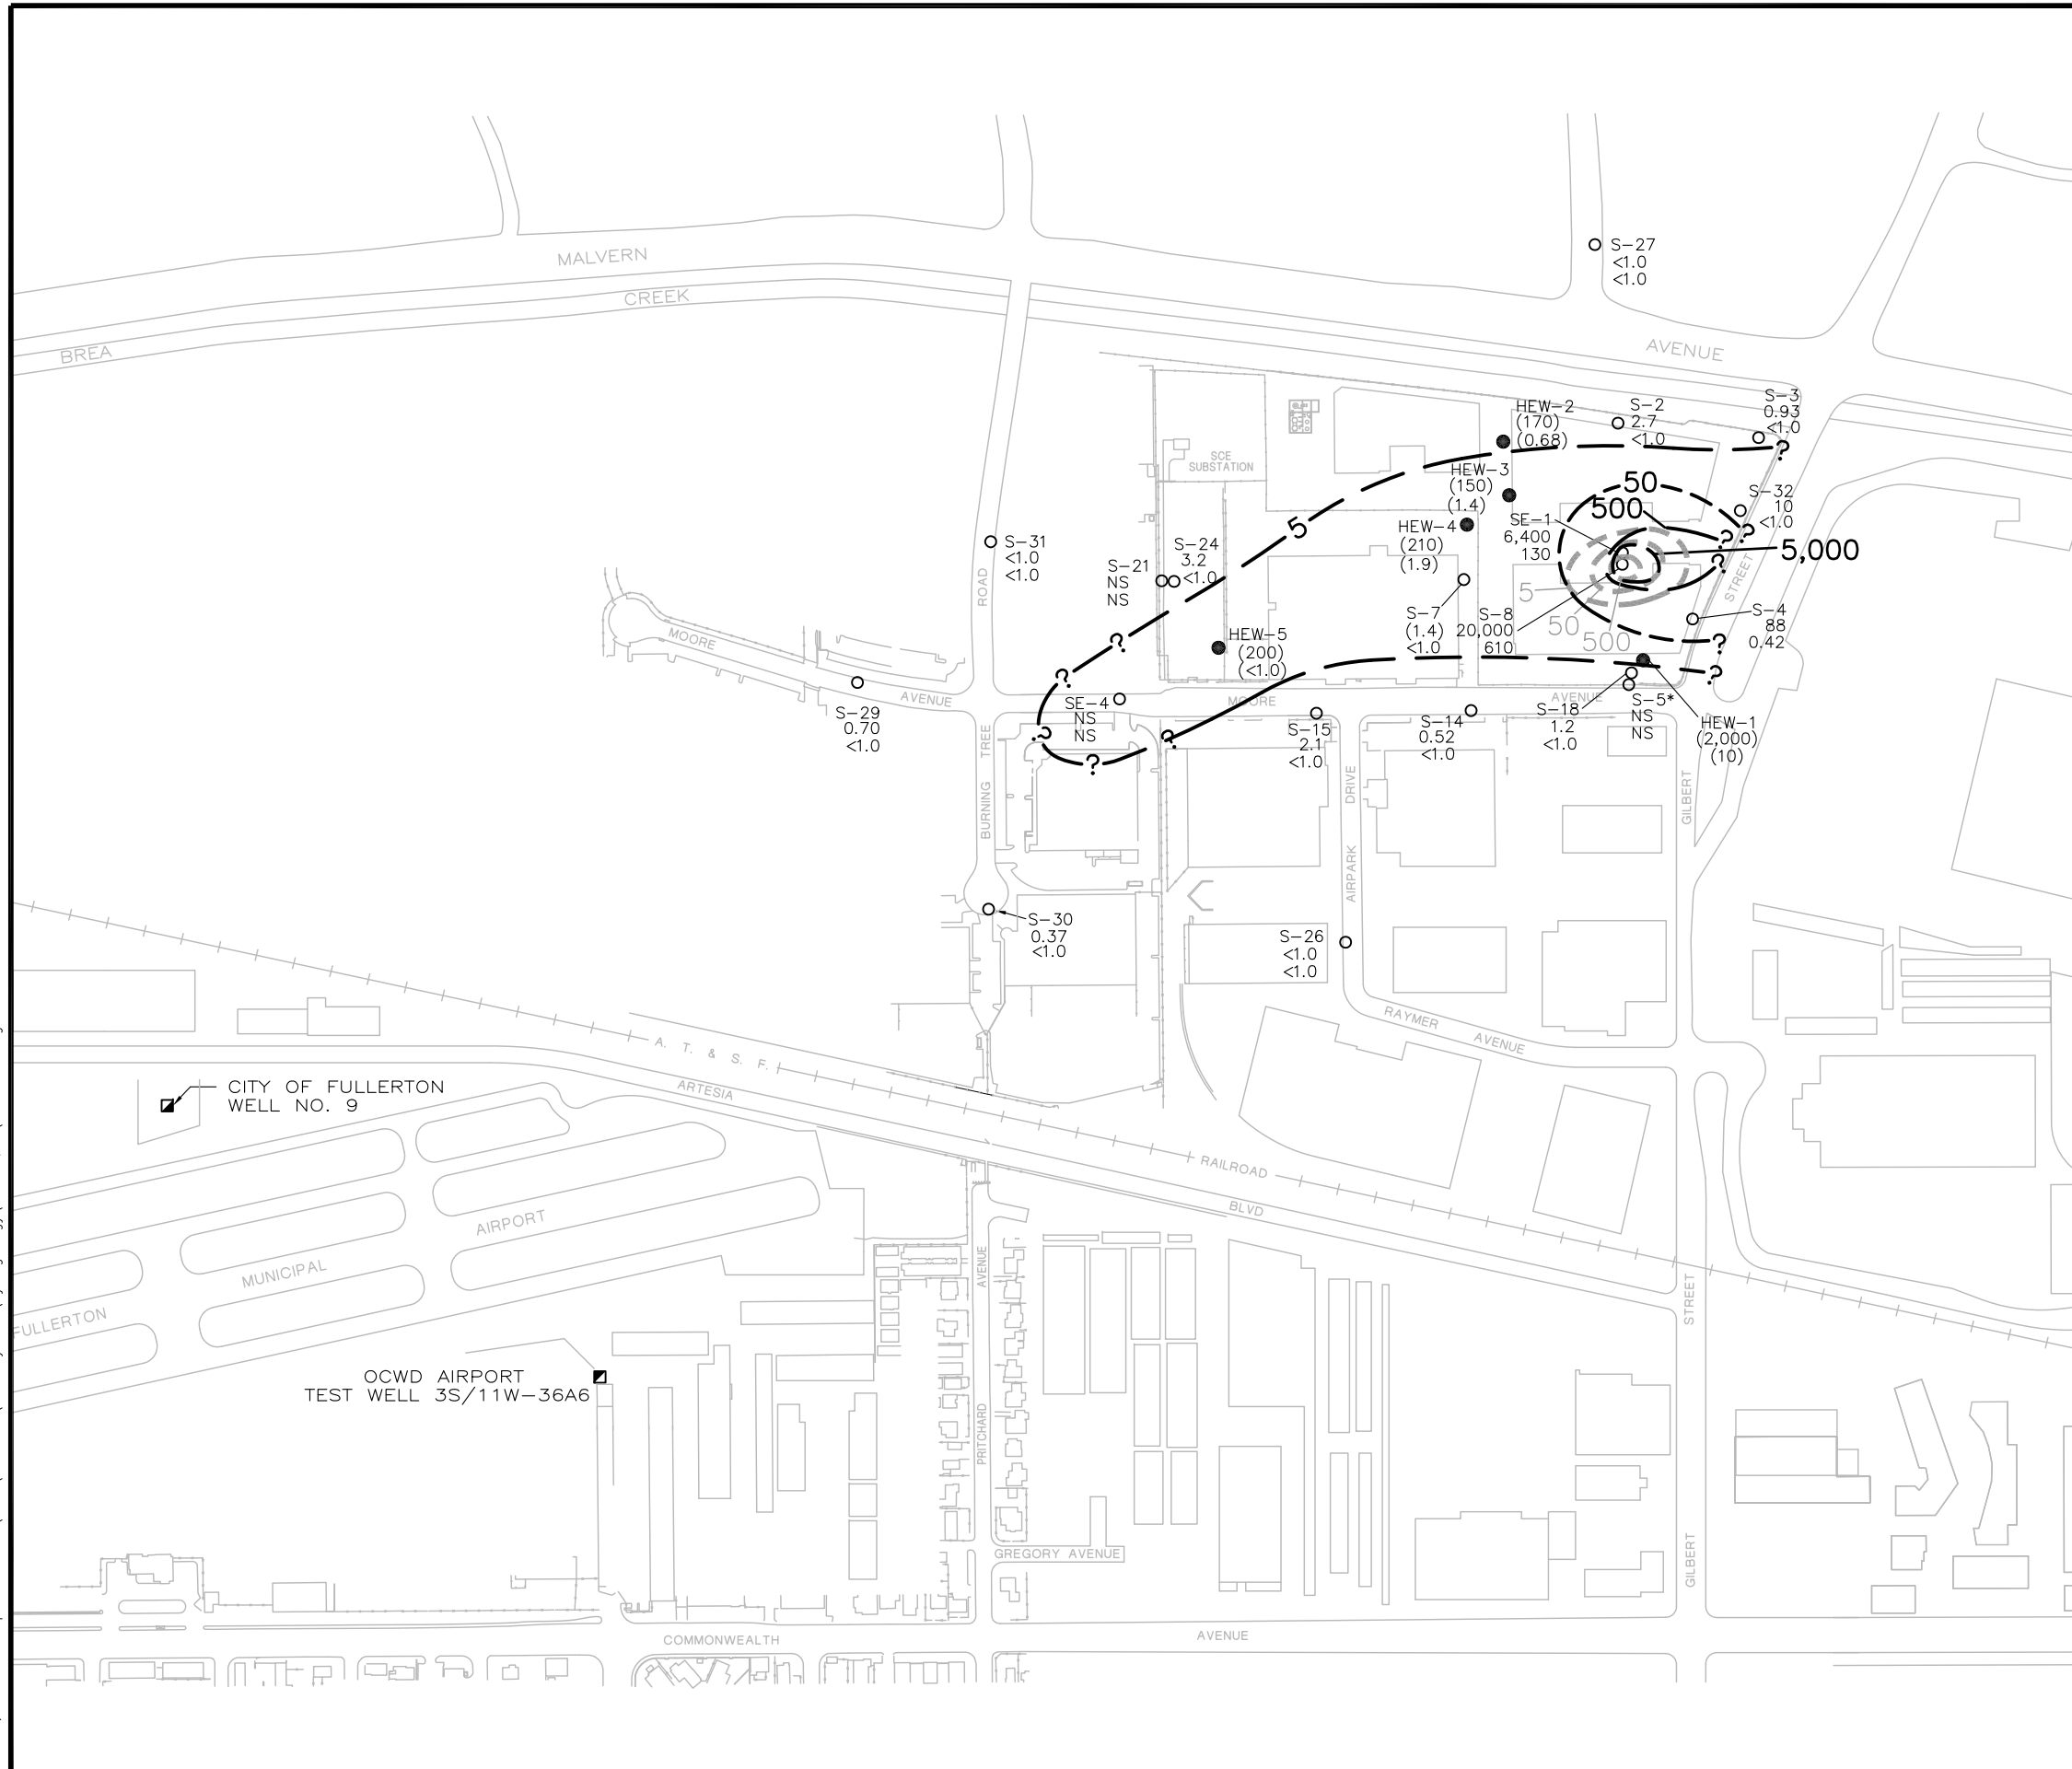 S-27
<1.0
<1.0
MALVERN
CREEK
BREA
AVENUE
S-3
0.93
<1.0
HEW-2
(170)
(0.68)
S-2
2.7
<1.0
?
SCE
SUBSTATION
HEW-3
(150)
(1.4)
50
500
S-32
10
<1.0
5
HEW-4
(210)
(1.9)
SE-1
6,400
130
?
?
5,000
?
STREET
S-31
<1.0
<1.0
S-24
3.2
<1.0
S-21
NS
NS
ROAD
5
50
500
S-7
(1.4)
<1.0
S-8
20,000
610
S-4
88
0.42
MOORE
?
HEW-5
(200)
(<1.0)
?
?
?
AVENUE
SE-4
NS
NS
MOORE
AVENUE
S-29
0.70
<1.0
?
?
?
S-15
2.1
<1.0
S-14
0.52
<1.0
S-18
1.2
<1.0
S-5*
NS
NS
HEW-1
(2,000)
(10)
BURNING TREE
AIRPARK DRIVE
GILBERT
S-30
0.37
<1.0
S-26
<1.0
<1.0
RAYMER AVENUE
A. T. & S. F.
RAILROAD
ARTESIA
BLVD
CITY OF FULLERTON
WELL NO. 9
AIRPORT
MUNICIPAL
FULLERTON
OCWD AIRPORT
TEST WELL 3S/11W-36A6
PRITCHARD AVENUE
STREET
GILBERT
GREGORY AVENUE
COMMONWEALTH
AVENUE